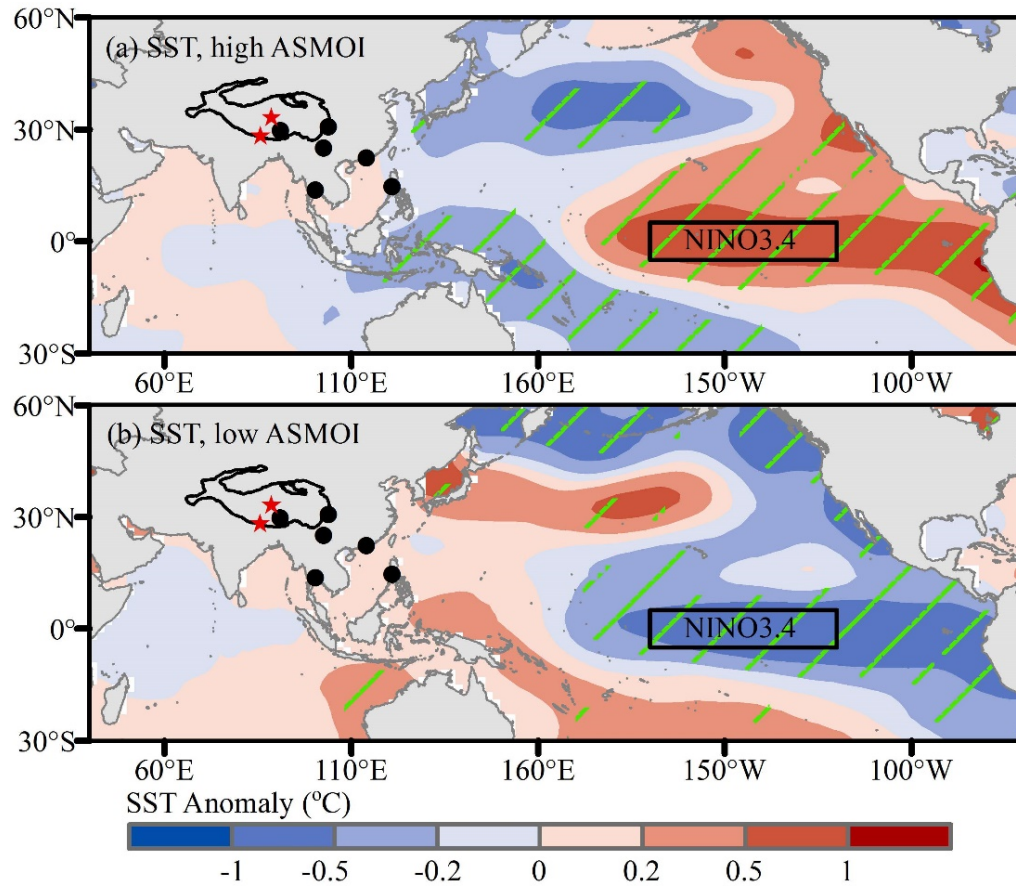 60°N
(a) SST, high ASMOI
30°N
0°
NINO3.4
30°S
60°E 110°E 160°E 150°W 100°W
60°N
(b) SST, low ASMOI
30°N
0°
NINO3.4
30°S
60°E 110°E 160°E 150°W 100°W
SST Anomaly (°C)
-1 -0.5 -0.2 0 0.2 0.5 1